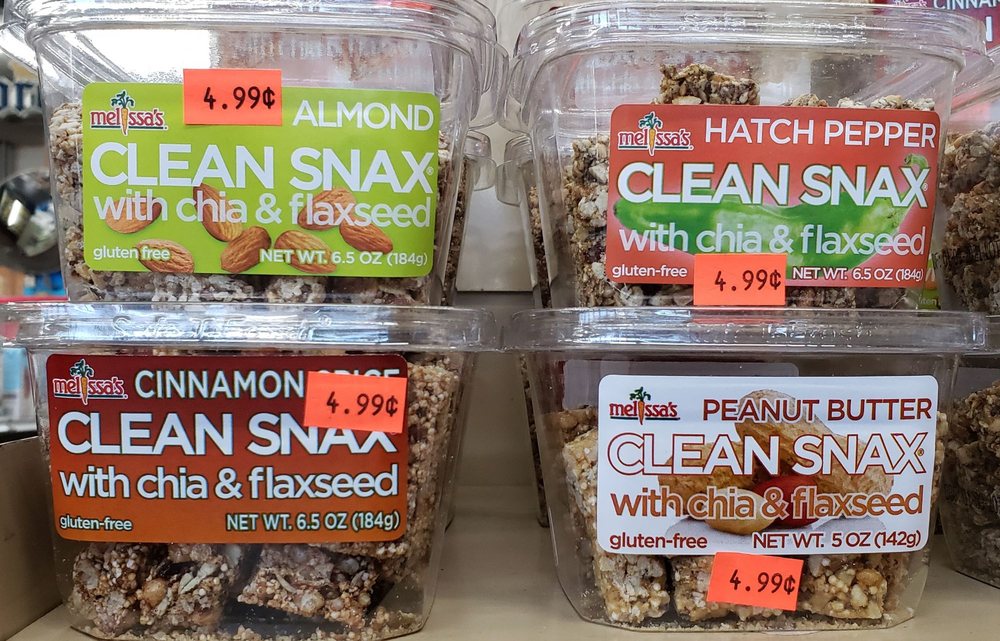 melissa's
4.99¢
ALMOND
CLEAN SNAX®
with chia & flaxseed
gluten free
NET WT. 6.5 OZ (184g)
melissa's
HATCH PEPPER
CLEAN SNAX®
with chia & flaxseed
gluten-free
4.99¢
NET WT. 6.5 OZ (184g)
melissa's
CINNAMON SPICE
4.99¢
CLEAN SNAX
with chia & flaxseed
gluten-free
NET WT. 6.5 OZ (184g)
melissa's
PEANUT BUTTER
CLEAN SNAX®
with chia & flaxseed
gluten-free
NET WT. 5 OZ (142g)
4.99¢